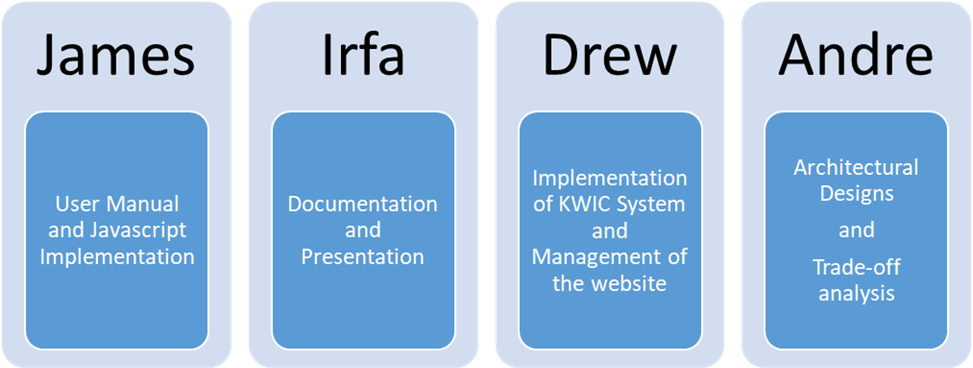 James
User Manual
and Javascript
Implementation
Irfa
Documentation
and
Presentation
Drew
Implementation
of KWIC System
and
Management of
the website
Andre
Architectural
Designs
and
Trade-off
analysis